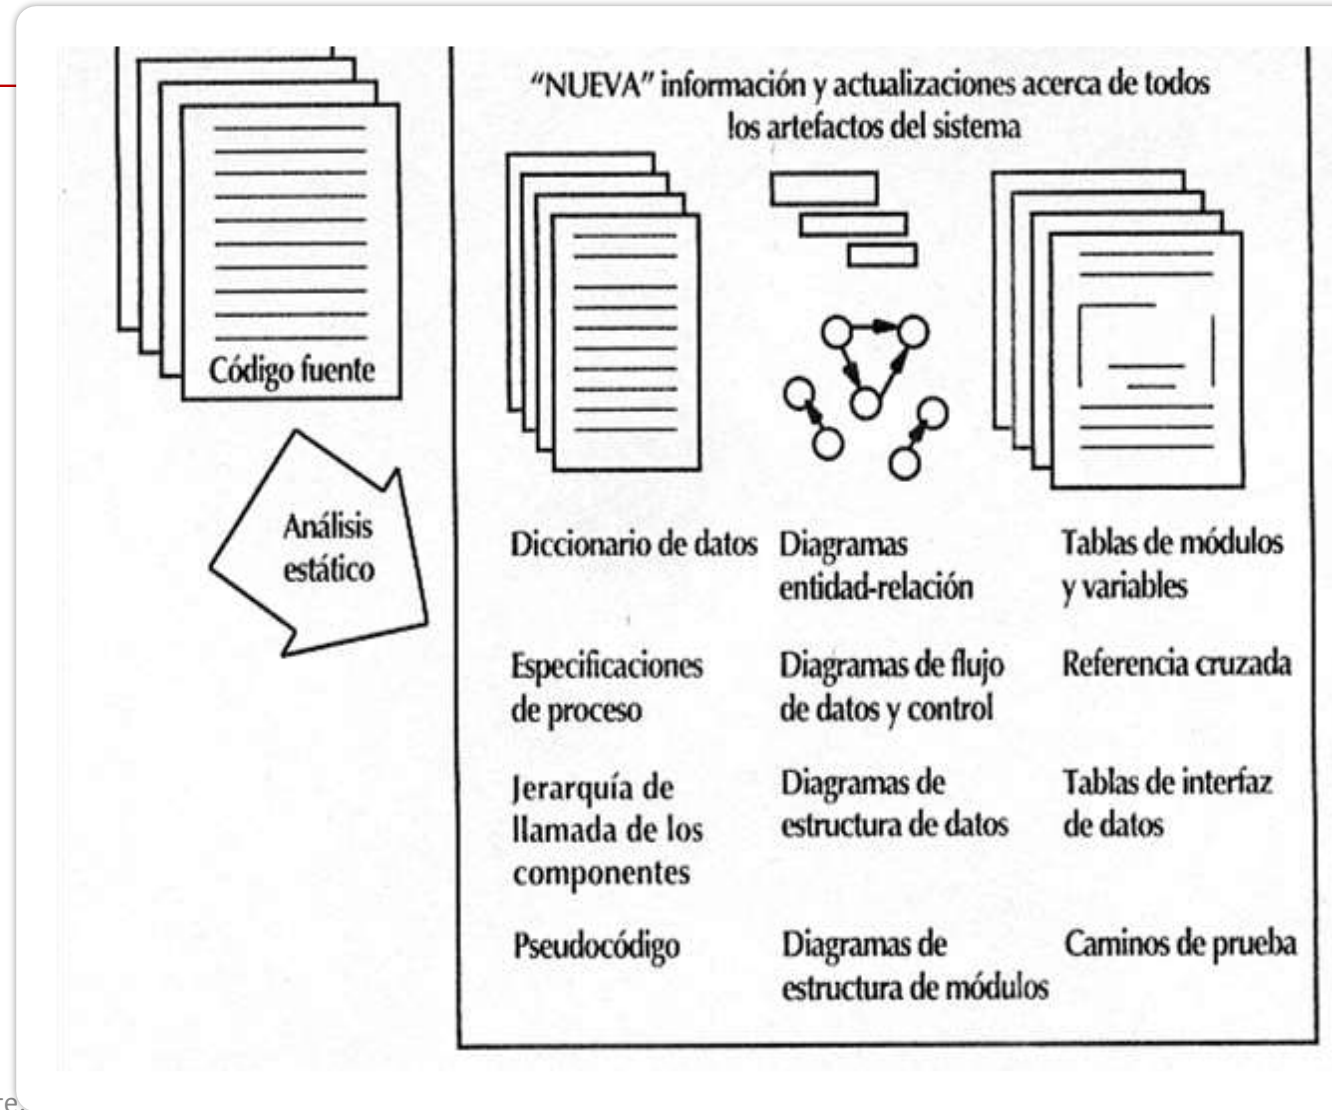 “NUEVA” información y actualizaciones acerca de todos
los artefactos del sistema
Código fuente
Análisis
estático
Diccionario de datos
Diagramas
entidad-relación
Tablas de módulos
y variables
Especificaciones
de proceso
Diagramas de flujo
de datos y control
Referencia cruzada
Jerarquía de
llamada de los
componentes
Diagramas de
estructura de datos
Tablas de interfaz
de datos
Pseudocódigo
Diagramas de
estructura de módulos
Caminos de prueba